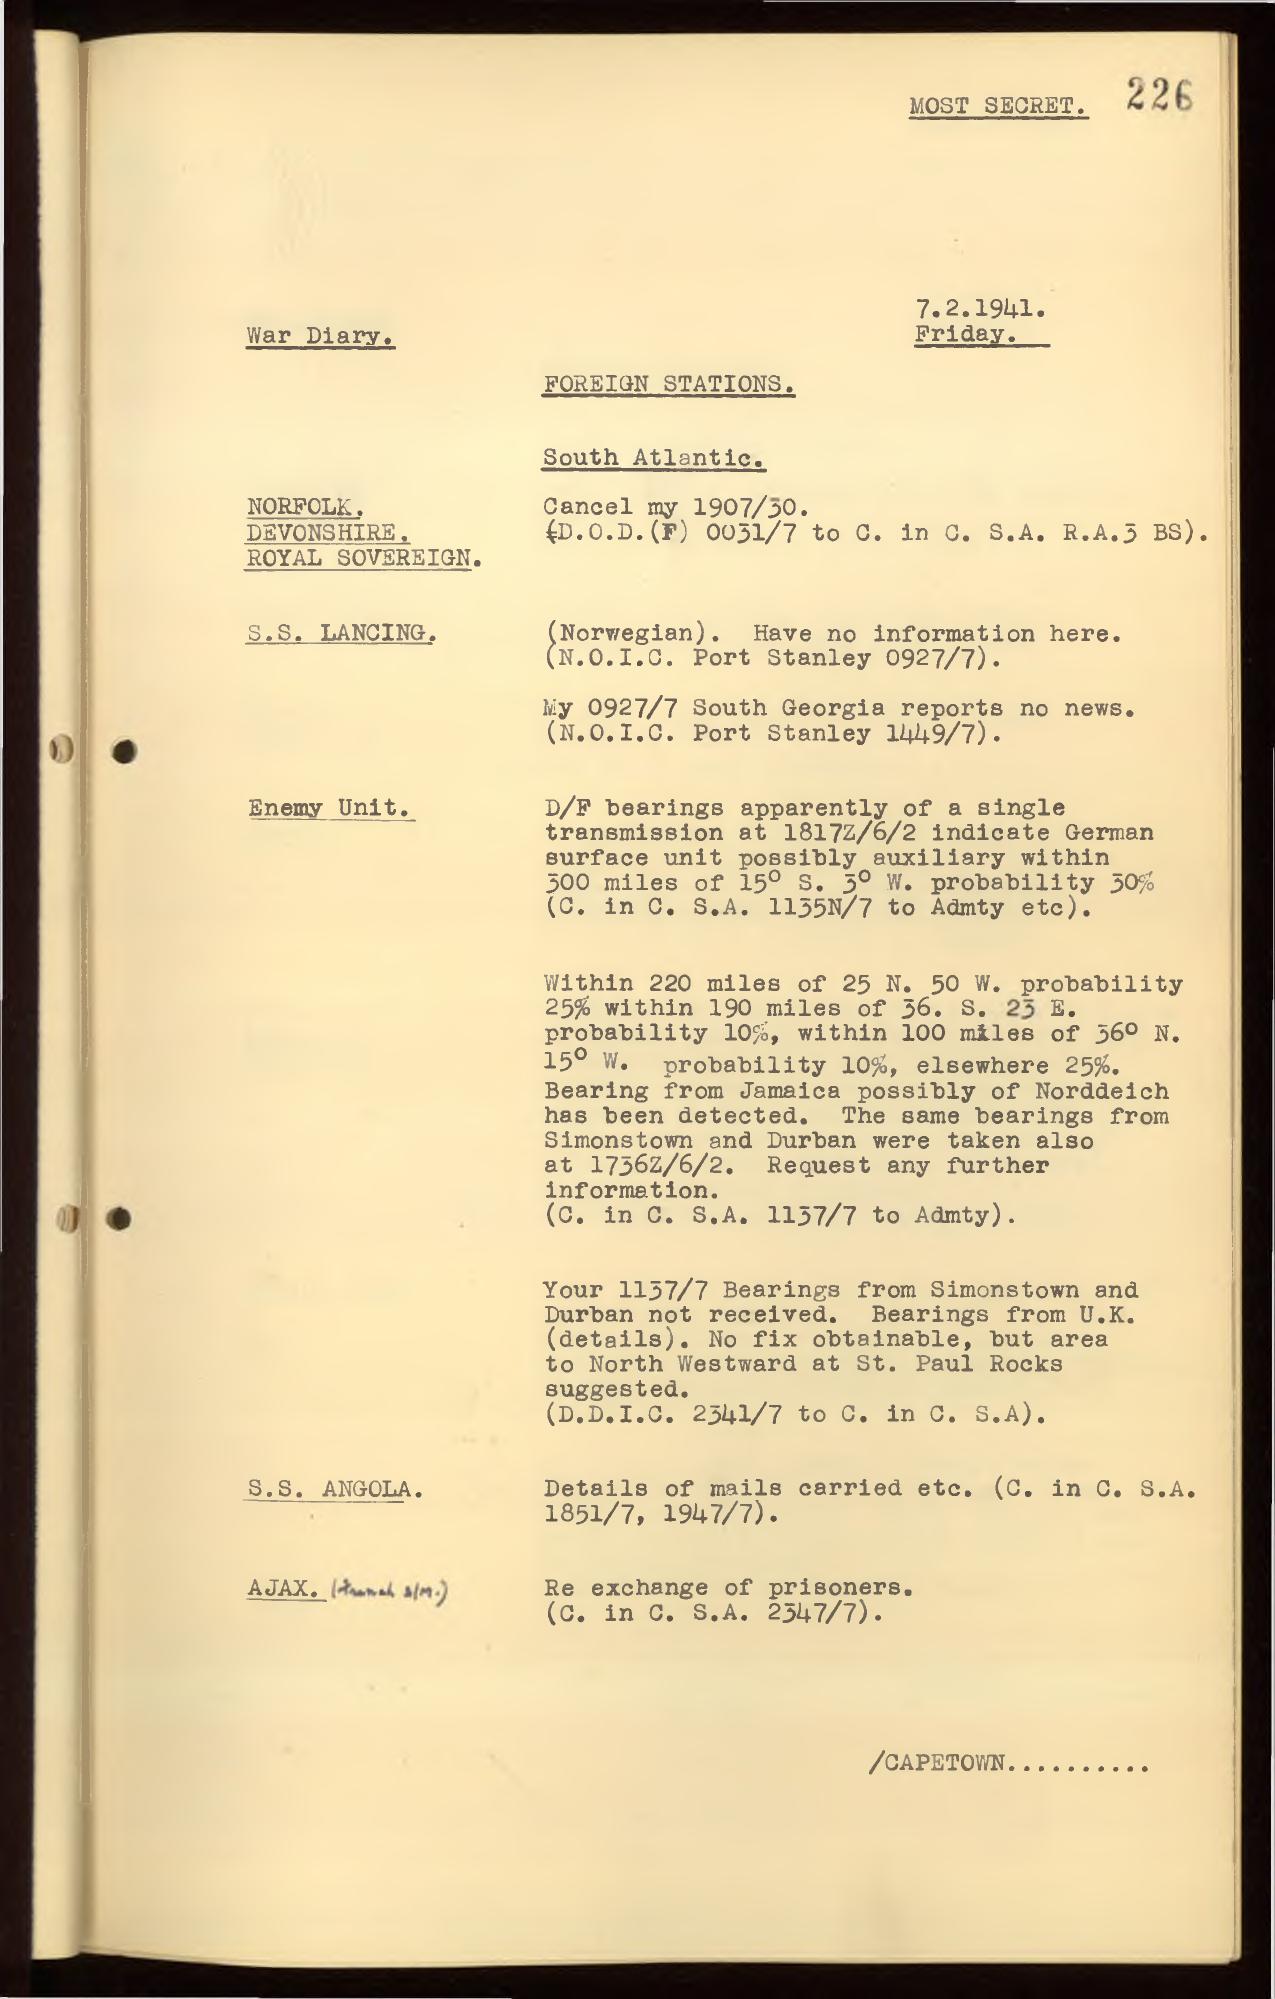 MOST SECRET. 226
7.2.1941.
War Diary. Friday.
FOREIGN STATIONS.
South Atlantic.
NORFOLK. Cancel my 1907/30.
DEVONSHIRE. (D.O.D.(F) 0031/7 to C. in C. S.A. R.A.3 BS).
ROYAL SOVEREIGN.
S.S. LANCING. (Norwegian). Have no information here.
(N.O.I.C. Port Stanley 0927/7).
My 0927/7 South Georgia reports no news.
(N.O.I.C. Port Stanley 1449/7).
Enemy Unit. D/F bearings apparently of a single
transmission at 1817Z/6/2 indicate German
surface unit possibly auxiliary within
300 miles of 15° S. 3° W. probability 30%
(C. in C. S.A. 1135N/7 to Admty etc).
Within 220 miles of 25 N. 50 W. probability
25% within 190 miles of 36. S. 23 E.
probability 10%, within 100 miles of 36° N.
15° W. probability 10%, elsewhere 25%.
Bearing from Jamaica possibly of Norddeich
has been detected. The same bearings from
Simonstown and Durban were taken also
at 1736Z/6/2. Request any further
information.
(C. in C. S.A. 1137/7 to Admty).
Your 1137/7 Bearings from Simonstown and
Durban not received. Bearings from U.K.
(details). No fix obtainable, but area
to North Westward at St. Paul Rocks
suggested.
(D.D.I.C. 2341/7 to C. in C. S.A).
S.S. ANGOLA. Details of mails carried etc. (C. in C. S.A.
1851/7, 1947/7).
AJAX. (French S/M.) Re exchange of prisoners.
(C. in C. S.A. 2347/7).
/CAPETOWN..........